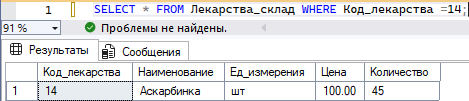 1 SELECT * FROM Лекарства_склад WHERE Код_лекарства =14;
91 % Проблемы не найдены.
Результаты Сообщения
Код_лекарства Наименование Ед_измерения Цена Количество
1 14 Аскарбинка шт 100.00 45